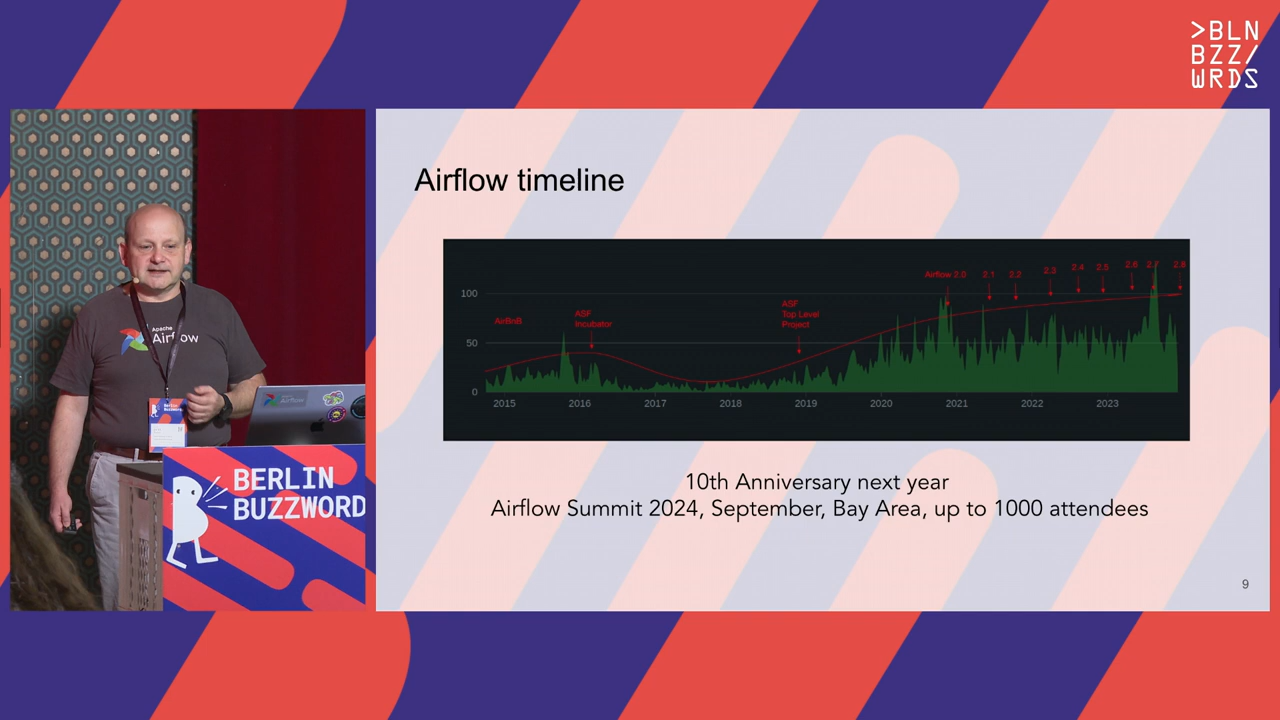 >BLN
BZZ/
WRDS
Airflow timeline
Airflow 2.0
2.1
2.2
2.3
2.4
2.5
2.6
2.7
2.8
100
AirBnB
ASF
Incubator
ASF
Top Level
Project
50
0
2015
2016
2017
2018
2019
2020
2021
2022
2023
10th Anniversary next year
Airflow Summit 2024, September, Bay Area, up to 1000 attendees
9
Apache
Airflow
Airflow
BERLIN
BUZZWORD